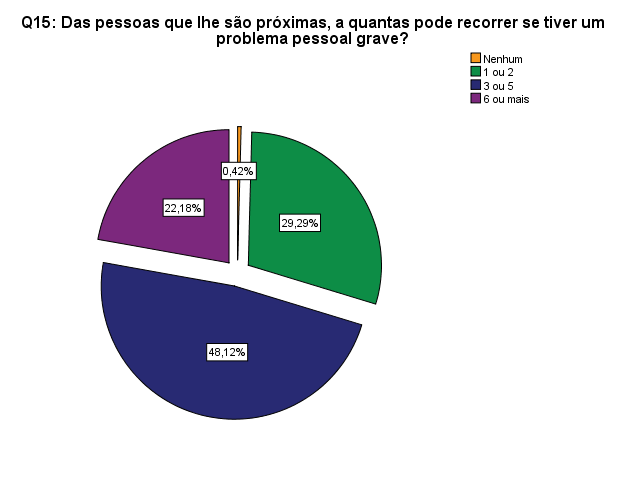 Q15: Das pessoas que lhe são próximas, a quantas pode recorrer se tiver um
problema pessoal grave?
Nenhum
1 ou 2
3 ou 5
6 ou mais
0,42%
22,18%
29,29%
48,12%